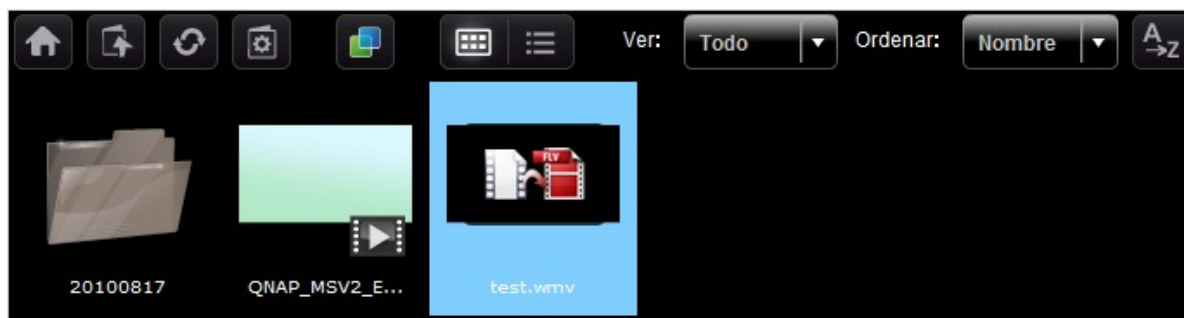 Ver: Todo Ordenar: Nombre A→Z
FLV
20100817 QNAP_MSV2_E... test.wmv